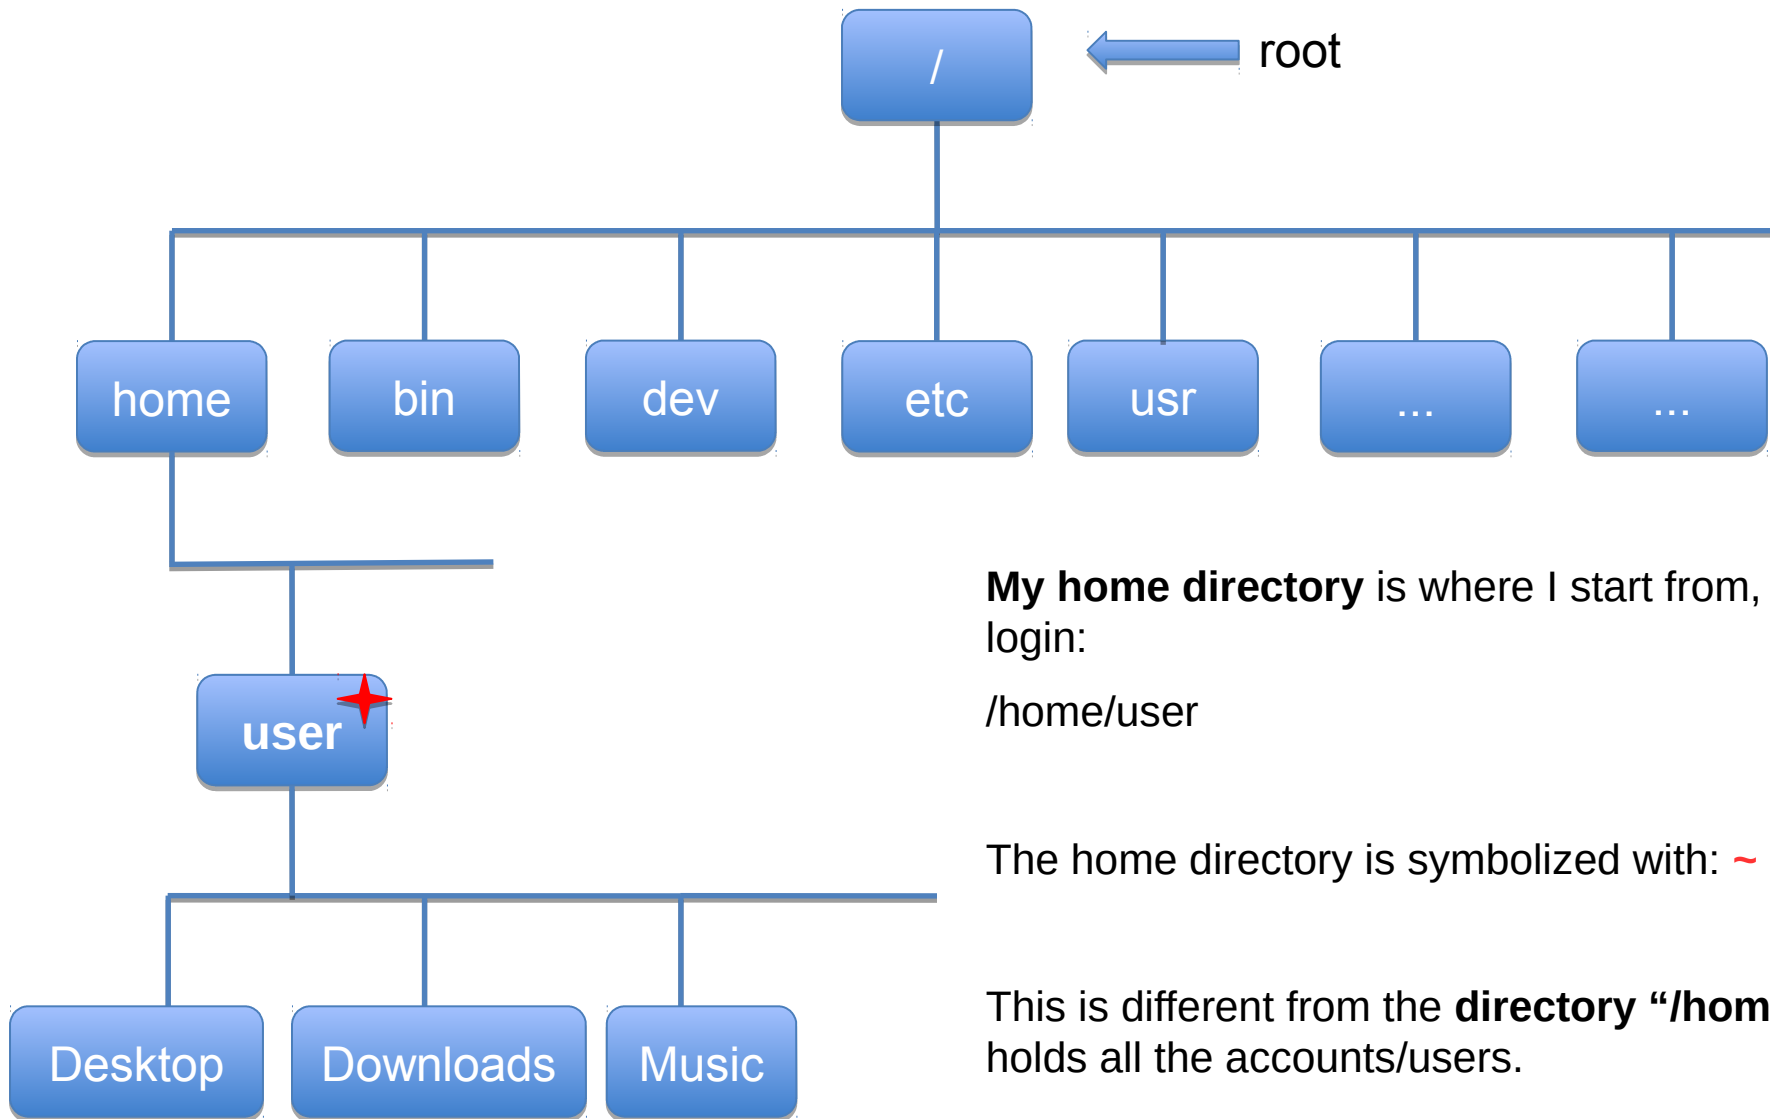 /
root
home
bin
dev
etc
usr
...
...
My home directory is where I start from,
login:
user
/home/user
The home directory is symbolized with: ~
This is different from the directory “/hom
holds all the accounts/users.
Desktop
Downloads
Music